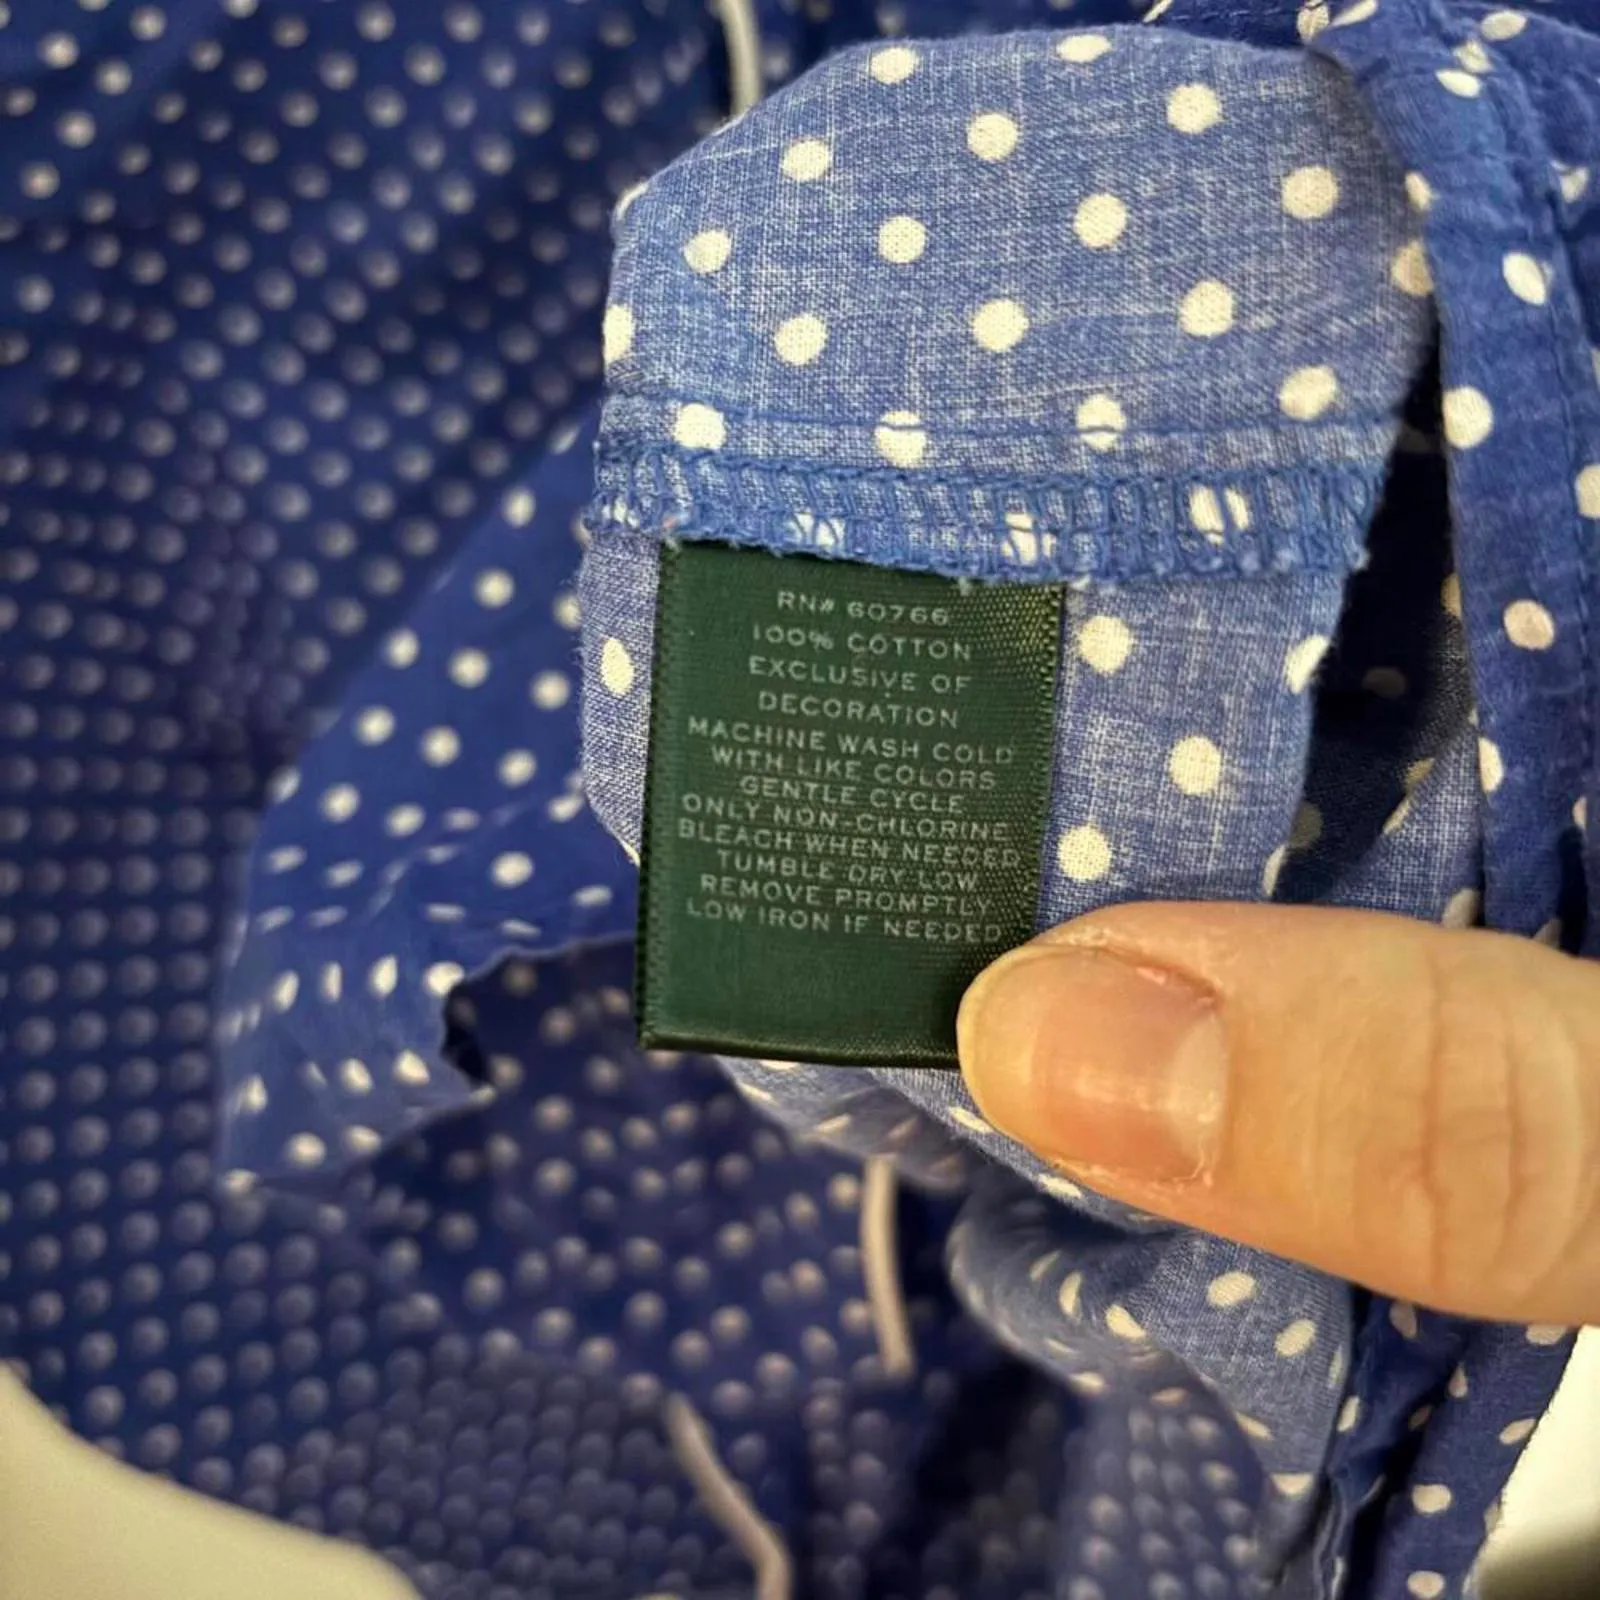 RN# 60766
100% COTTON
EXCLUSIVE OF
DECORATION
MACHINE WASH COLD
WITH LIKE COLORS
GENTLE CYCLE
ONLY NON-CHLORINE
BLEACH WHEN NEEDED
TUMBLE DRY LOW
REMOVE PROMPTLY
LOW IRON IF NEEDED